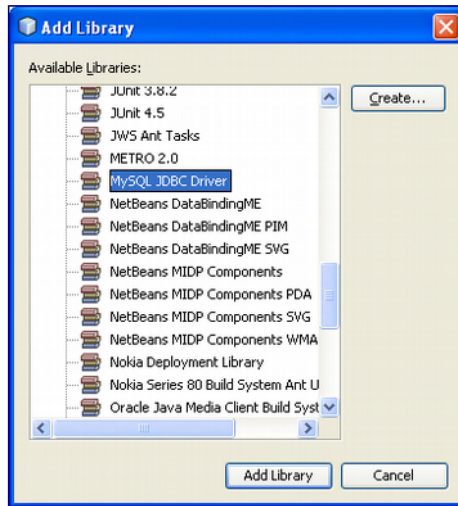 Add Library
Available Libraries:
JUnit 3.8.2
Create...
JUnit 4.5
JWS Ant Tasks
METRO 2.0
MySQL JDBC Driver
NetBeans DataBindingME
NetBeans DataBindingME PIM
NetBeans DataBindingME SVG
NetBeans MIDP Components
NetBeans MIDP Components PDA
NetBeans MIDP Components SVG
NetBeans MIDP Components WMA
Nokia Deployment Library
Nokia Series 80 Build System Ant U
Oracle Java Media Client Build Syst
Add Library Cancel